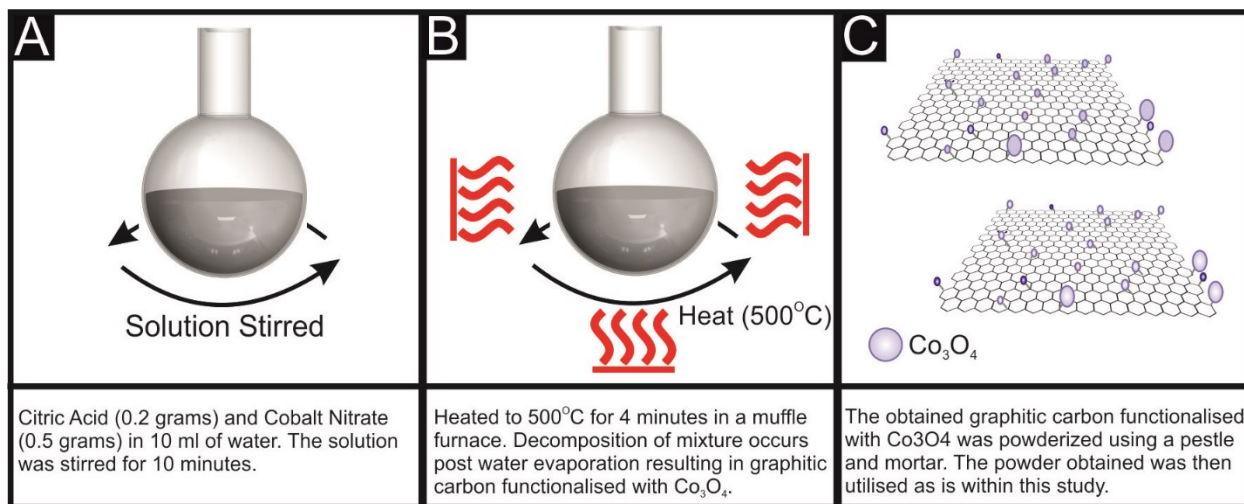 A
Solution Stirred
Citric Acid (0.2 grams) and Cobalt Nitrate
(0.5 grams) in 10 ml of water. The solution
was stirred for 10 minutes.
B
Heat (500°C)
Heated to 500°C for 4 minutes in a muffle
furnace. Decomposition of mixture occurs
post water evaporation resulting in graphitic
carbon functionalised with Co₃O₄.
C
Co₃O₄
The obtained graphitic carbon functionalised
with Co3O4 was powderized using a pestle
and mortar. The powder obtained was then
utilised as is within this study.